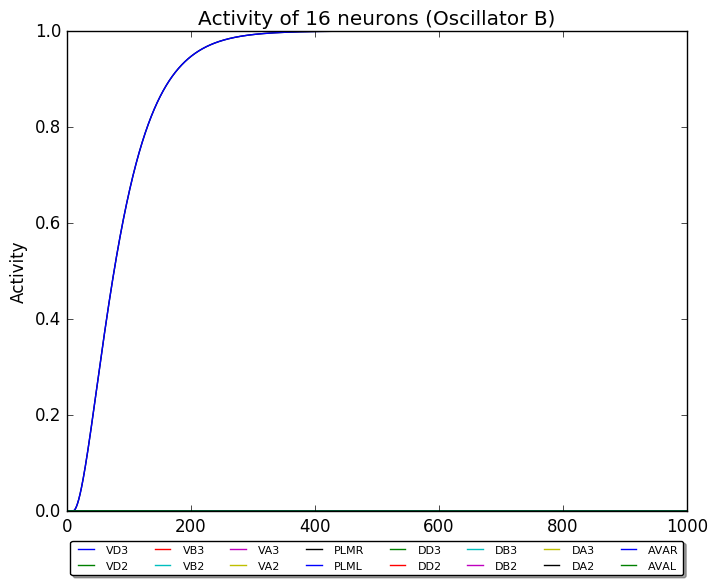 Activity of 16 neurons (Oscillator B)
1.0
0.8
0.6
0.4
0.2
0.0
Activity
0 200 400 600 800 1000
VD3 VB3 VA3 PLMR DD3 DB3 DA3 AVAR
VD2 VB2 VA2 PLML DD2 DB2 DA2 AVAL